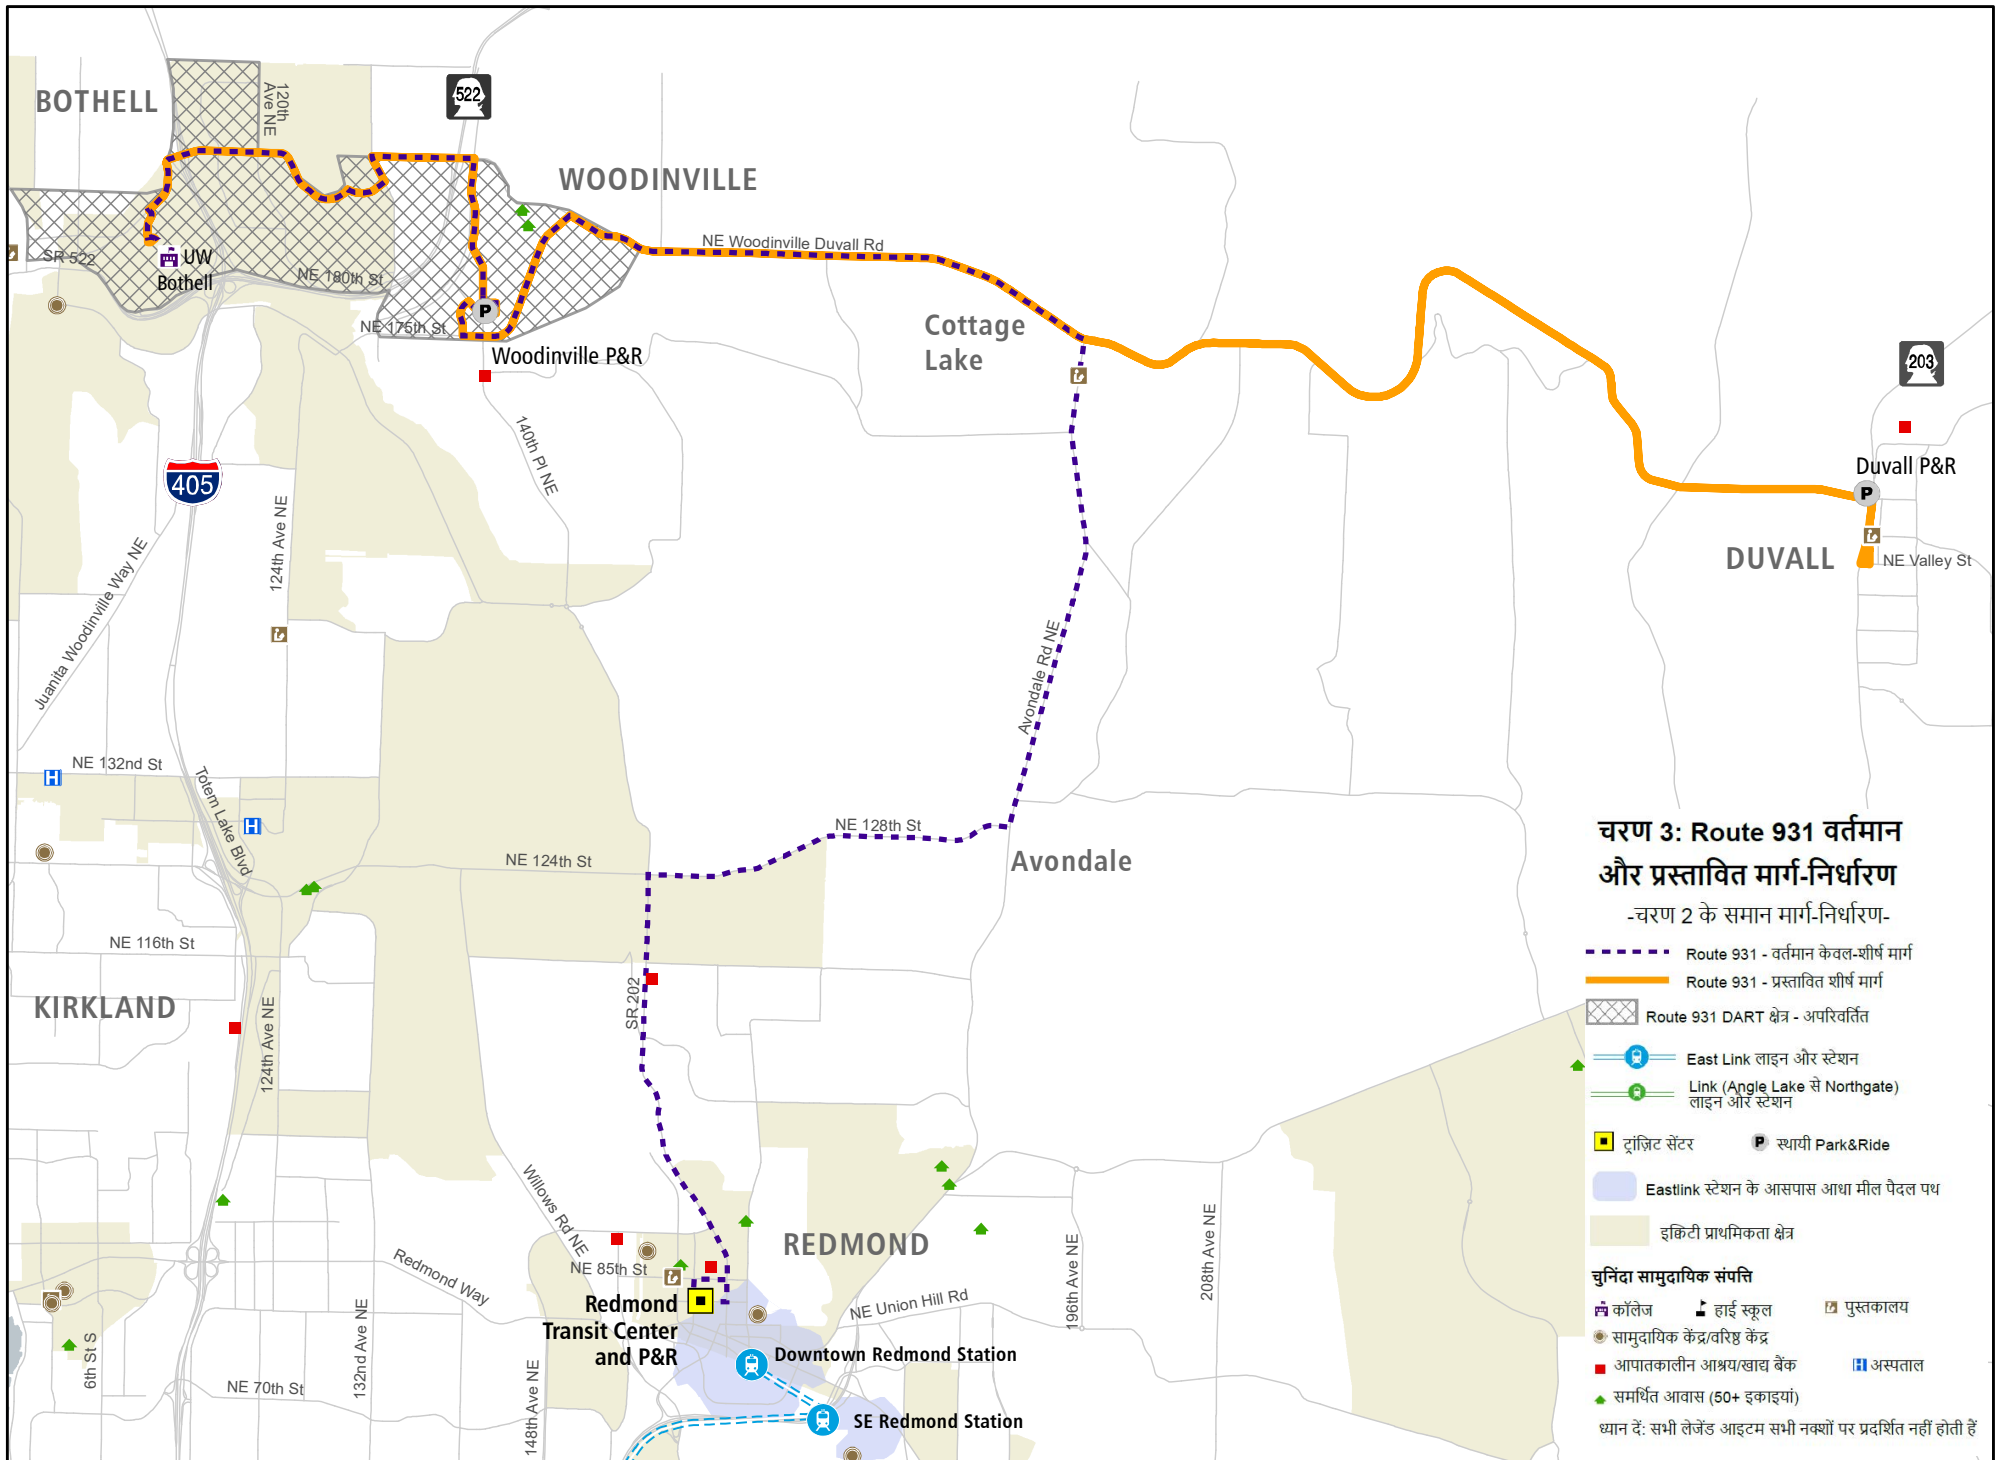 BOTHELL
120th
Ave NE
522
WOODINVILLE
UW
Bothell
SR 522
NE 180th St
NE 175th St
NE Woodinville Duvall Rd
Woodinville P&R
Cottage
Lake
203
Duvall P&R
DUVALL
NE Valley St
140th Pl NE
405
124th Ave NE
Juanita Woodinville Way NE
Avondale Rd NE
NE 132nd St
Totem Lake Blvd
NE 128th St
NE 124th St
Avondale
NE 116th St
KIRKLAND
124th Ave NE
SR 202
Willows Rd NE
REDMOND
NE 85th St
Redmond Way
Redmond
Transit Center
and P&R
NE Union Hill Rd
196th Ave NE
208th Ave NE
Downtown Redmond Station
SE Redmond Station
6th St S
NE 70th St
132nd Ave NE
148th Ave NE
चरण 3: Route 931 वर्तमान
और प्रस्तावित मार्ग-निर्धारण
-चरण 2 के समान मार्ग-निर्धारण-
Route 931 - वर्तमान केवल-शीर्ष मार्ग
Route 931 - प्रस्तावित शीर्ष मार्ग
Route 931 DART क्षेत्र - अपरिवर्तित
East Link लाइन और स्टेशन
Link (Angle Lake से Northgate)
लाइन और स्टेशन
ट्रांज़िट सेंटर
P स्थायी Park&Ride
Eastlink स्टेशन के आसपास आधा मील पैदल पथ
इक्विटी प्राथमिकता क्षेत्र
चुनिंदा सामुदायिक संपत्ति
कॉलेज
हाई स्कूल
पुस्तकालय
सामुदायिक केंद्र/वरिष्ठ केंद्र
आपातकालीन आश्रय/खाद्य बैंक
H अस्पताल
समर्थित आवास (50+ इकाइयां)
ध्यान दें: सभी लेजेंड आइटम सभी नक्शों पर प्रदर्शित नहीं होती हैं